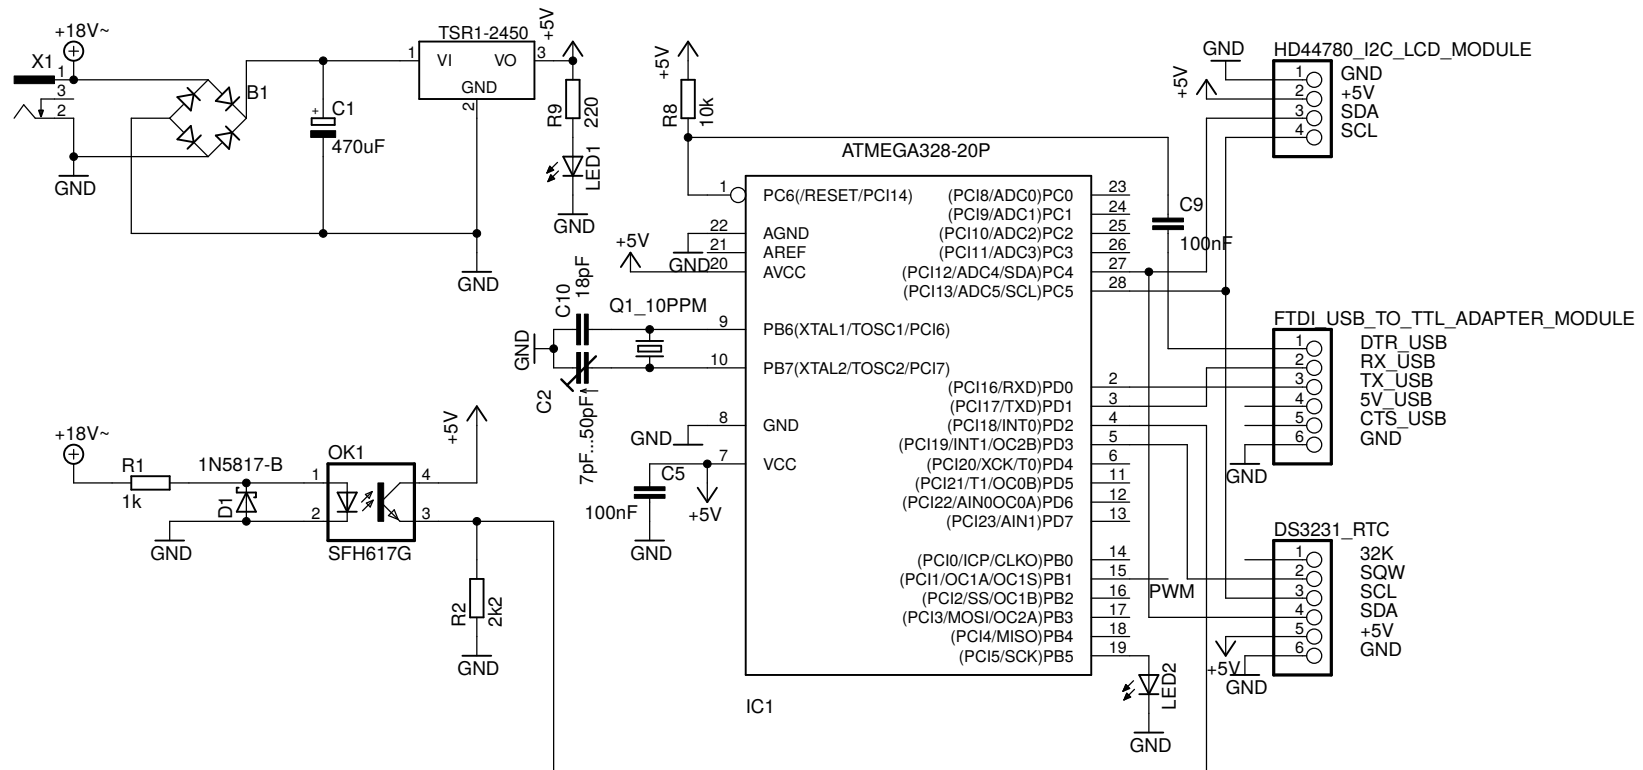 +18V~
X1
1
3
2
GND
B1
+
C1
470uF
TSR1-2450
1
VI
VO
3
GND
2
+5V
R9
220
LED1
GND
GND
+5V
R8
10k
ATMEGA328-20P
1
PC6(/RESET/PCI14)
22
AGND
21
AREF
GND
20
AVCC
+5V
C10
18pF
Q1_10PPM
9
PB6(XTAL1/TOSC1/PCI6)
10
PB7(XTAL2/TOSC2/PCI7)
GND
C2
7pF...50pF
8
GND
GND
7
VCC
C5
100nF
+5V
GND
(PCI8/ADC0)PC0
23
(PCI9/ADC1)PC1
24
(PCI10/ADC2)PC2
25
(PCI11/ADC3)PC3
26
(PCI12/ADC4/SDA)PC4
27
(PCI13/ADC5/SCL)PC5
28
(PCI16/RXD)PD0
2
(PCI17/TXD)PD1
3
(PCI18/INT0)PD2
4
(PCI19/INT1/OC2B)PD3
5
(PCI20/XCK/T0)PD4
6
(PCI21/T1/OC0B)PD5
11
(PCI22/AIN0OC0A)PD6
12
(PCI23/AIN1)PD7
13
(PCI0/ICP/CLKO)PB0
14
(PCI1/OC1A/OC1S)PB1
15
(PCI2/SS/OC1B)PB2
16
(PCI3/MOSI/OC2A)PB3
17
(PCI4/MISO)PB4
18
(PCI5/SCK)PB5
19
PWM
LED2
GND
IC1
C9
100nF
GND
HD44780_I2C_LCD_MODULE
+5V
1
GND
2
+5V
3
SDA
4
SCL
FTDI_USB_TO_TTL_ADAPTER_MODULE
1
DTR_USB
2
RX_USB
3
TX_USB
4
5V_USB
5
CTS_USB
6
GND
GND
DS3231_RTC
1
32K
2
SQW
3
SCL
4
SDA
5
+5V
6
GND
+5V
GND
+18V~
R1
1k
1N5817-B
D1
GND
OK1
1
2
4
3
SFH617G
+5V
R2
2k2
GND